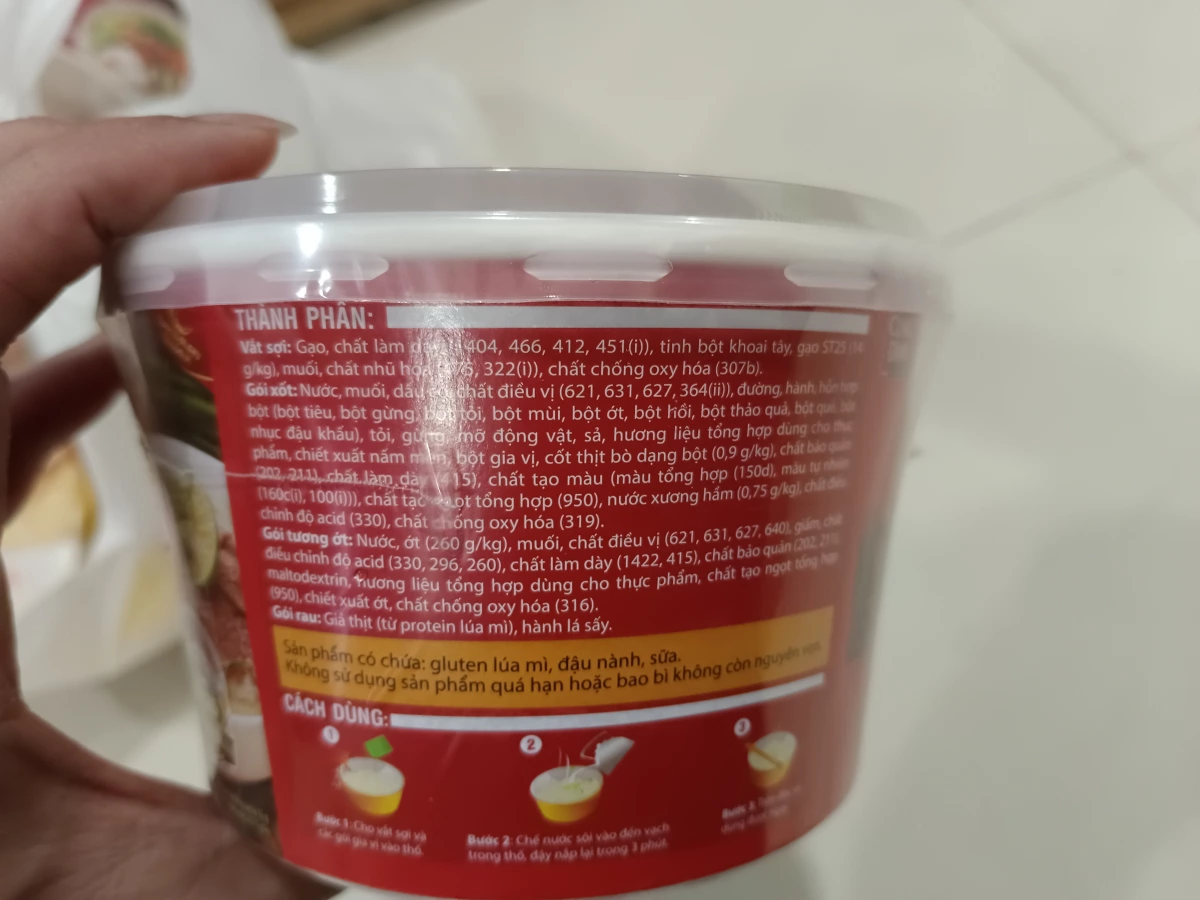 THÀNH PHẦN:
Vắt sợi: Gạo, chất làm 404, 466, 412, 451(i)), tinh bột khoai tây, gạo ST25
g/kg), muối, chất nhũ 322(i)), chất chống oxy hóa (307b).
Gói xốt: Nước, muối, chất điều vị (621, 631, 627, 364(ii)), đường, hành, hỗn hợp
bột (bột tiêu, bột gừng, tỏi, bột mùi, bột ớt, bột hồi, bột thảo quả, bột
nhục đậu khấu), tỏi, gừng, mỡ động vật, sả, hương liệu tổng hợp dùng cho thực
phẩm, chiết xuất nấm men, bột gia vị, cốt thịt bò dạng bột (0,9 g/kg), chất bảo quản
(202, 211), chất làm dày 15), chất tạo màu (màu tổng hợp (150d), màu tự nhiên
(160c(i), 100(i))), chất tạo ngọt tổng hợp (950), nước xương hầm (0,75 g/kg), chất điều
chỉnh độ acid (330), chất chống oxy hóa (319).
Gói tương ớt: Nước, ớt (260 g/kg), muối, chất điều vị (621, 631, 627, 640), giấm, chất
điều chỉnh độ acid (330, 296, 260), chất làm dày (1422, 415), chất bảo quản (202, 211),
maltodextrin, hương liệu tổng hợp dùng cho thực phẩm, chất tạo ngọt tổng hợp
(950), chiết xuất ớt, chất chống oxy hóa (316).
Gói rau: Giả thịt (từ protein lúa mì), hành lá sấy.
Sản phẩm có chứa: gluten lúa mì, đậu nành, sữa.
Không sử dụng sản phẩm quá hạn hoặc bao bì không còn nguyên vẹn.
CÁCH DÙNG:
1
2
3
Bước 1: Cho vắt sợi và
các gói gia vị vào thố.
Bước 2: Chế nước sôi vào đến vạch
trong thố, đậy nắp lại trong 3 phút.
Bước 3: